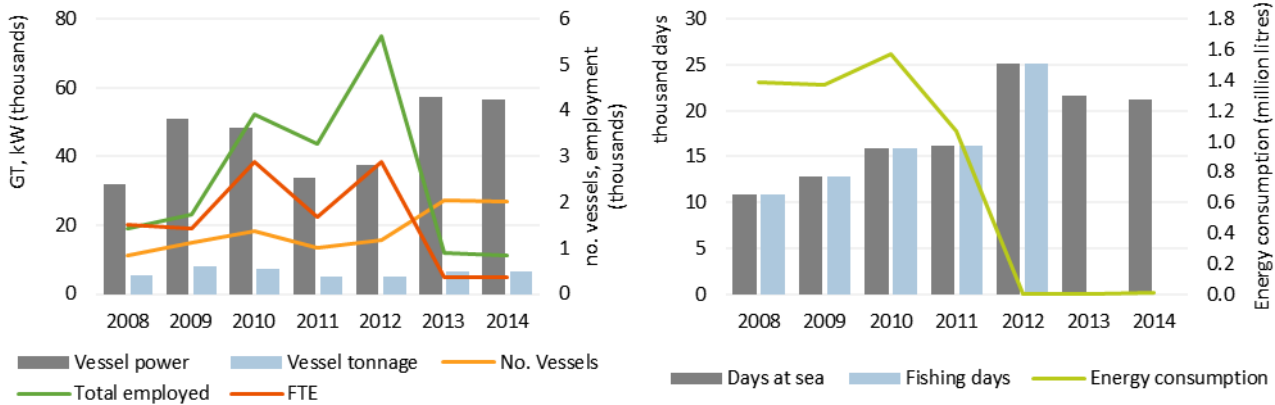 GT, kW (thousands)
80
60
40
20
0
6
5
4
3
2
1
0
no. vessels, employment
(thousands)
2008 2009 2010 2011 2012 2013 2014
Vessel power Vessel tonnage No. Vessels
Total employed FTE
thousand days
30
25
20
15
10
5
0
1.8
1.6
1.4
1.2
1.0
0.8
0.6
0.4
0.2
0.0
Energy consumption (million litres)
2008 2009 2010 2011 2012 2013 2014
Days at sea Fishing days Energy consumption